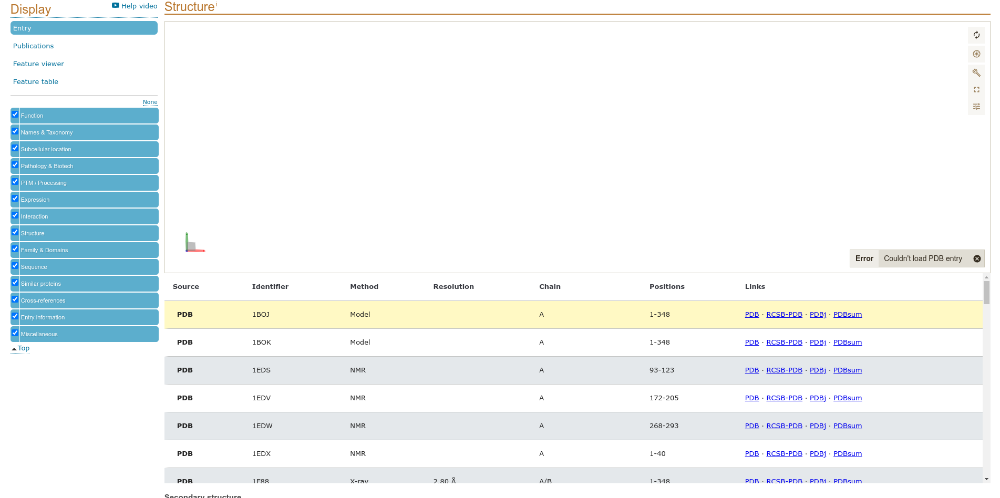 Display
Help video
Entry
Publications
Feature viewer
Feature table
None
Function
Names & Taxonomy
Subcellular location
Pathology & Biotech
PTM / Processing
Expression
Interaction
Structure
Family & Domains
Sequence
Similar proteins
Cross-references
Entry information
Miscellaneous
Top
Structure i
Error Couldn't load PDB entry
Source Identifier Method Resolution Chain Positions Links
PDB 1BOJ Model A 1-348 PDB · RCSB-PDB · PDBj · PDBsum
PDB 1BOK Model A 1-348 PDB · RCSB-PDB · PDBj · PDBsum
PDB 1EDS NMR A 93-123 PDB · RCSB-PDB · PDBj · PDBsum
PDB 1EDV NMR A 172-205 PDB · RCSB-PDB · PDBj · PDBsum
PDB 1EDW NMR A 268-293 PDB · RCSB-PDB · PDBj · PDBsum
PDB 1EDX NMR A 1-40 PDB · RCSB-PDB · PDBj · PDBsum
PDB 1F88 X-ray 2.80 Å A/B 1-348 PDB · RCSB-PDB · PDBj · PDBsum
Secondary structure